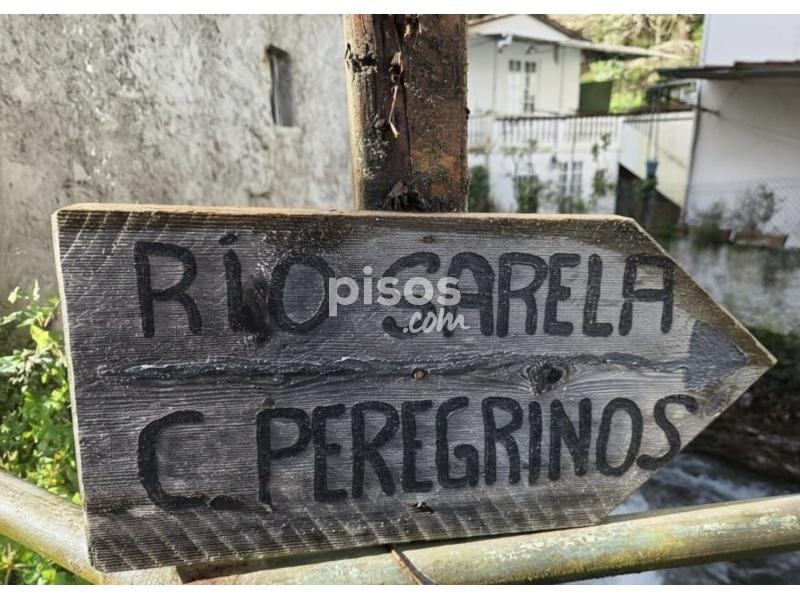 RÍO SARELA
C. PEREGRINOS
pisos
.com